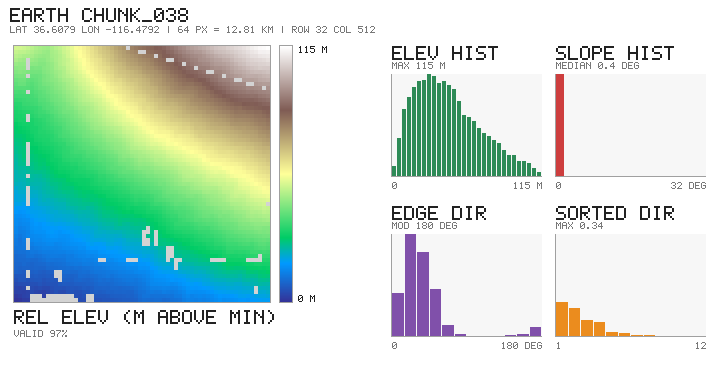 EARTH CHUNK_038
LAT 36.6079 LON -116.4792 | 64 PX = 12.81 KM | ROW 32 COL 512
115 M
0 M
REL ELEV (M ABOVE MIN)
VALID 97%
ELEV HIST
MAX 115 M
0 115 M
SLOPE HIST
MEDIAN 0.4 DEG
0 32 DEG
EDGE DIR
MOD 180 DEG
0 180 DEG
SORTED DIR
MAX 0.34
1 12